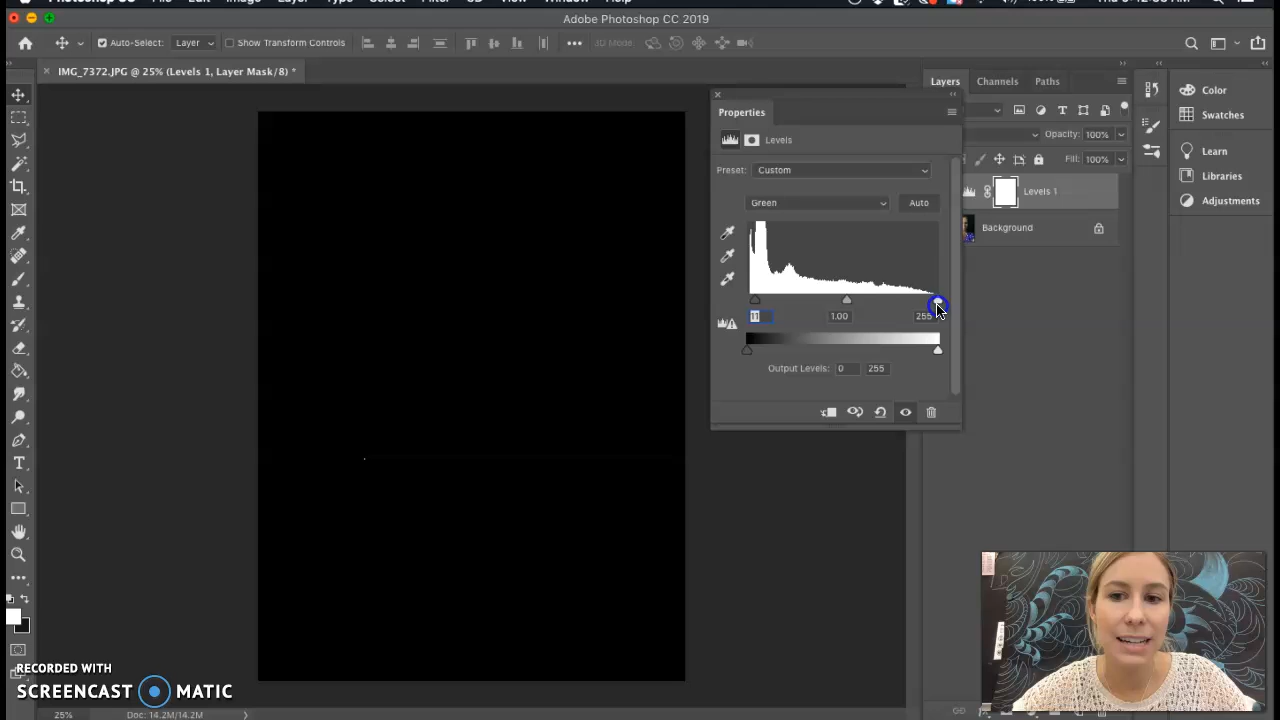 Adobe Photoshop CC 2019
Auto-Select: Layer Show Transform Controls 3D Mode:
IMG_7372.JPG @ 25% (Levels 1, Layer Mask/8) *
Layers Channels Paths
Properties
Color
Swatches
Levels
Opacity: 100%
Learn
Fill: 100%
Preset: Custom
Libraries
Levels 1
Green Auto
Adjustments
Background
11 1.00 255
Output Levels: 0 255
RECORDED WITH
SCREENCAST MATIC
25% Doc: 14.2M/14.2M